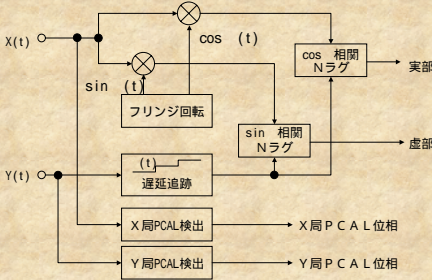 X(t)
cos (t)
cos 相関
Nラグ
実部
sin (t)
フリンジ回転
sin 相関
Nラグ
虚部
Y(t)
(t)
遅延追跡
X局PCAL検出
X局PCAL位相
Y局PCAL検出
Y局PCAL位相